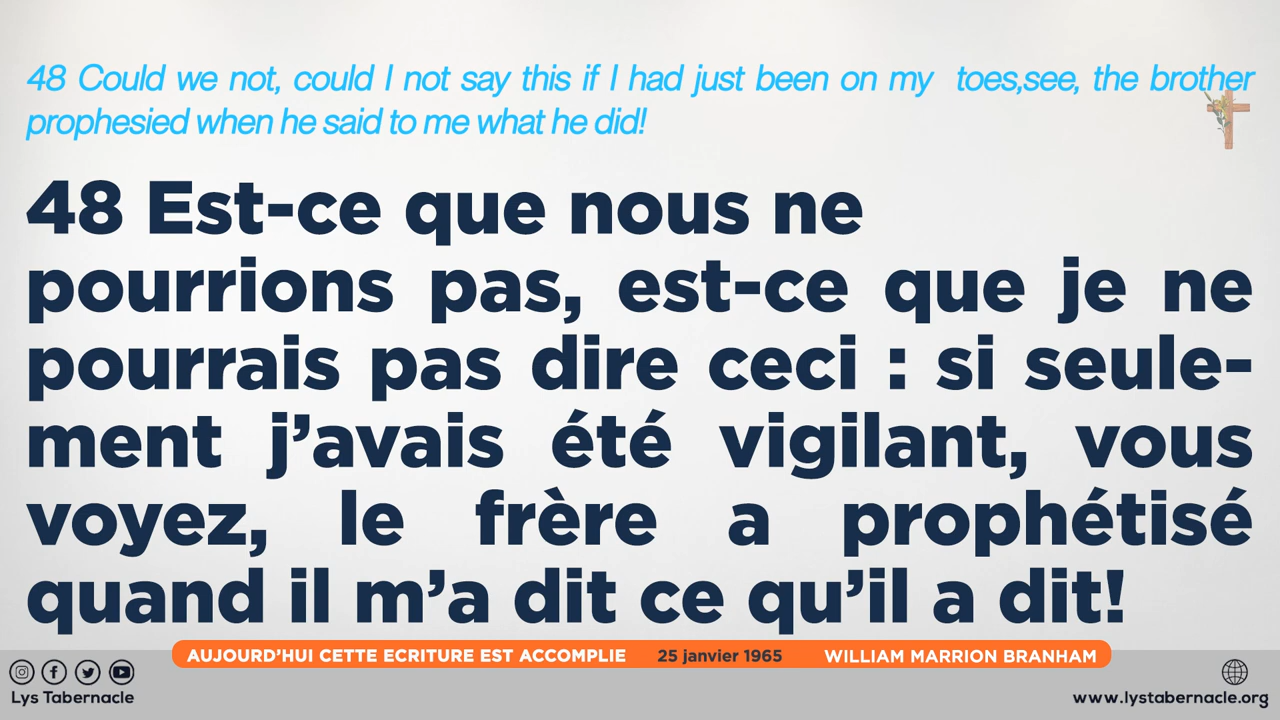 48 Could we not, could I not say this if I had just been on my toes,see, the brother
prophesied when he said to me what he did!
48 Est-ce que nous ne
pourrions pas, est-ce que je ne
pourrais pas dire ceci : si seule-
ment j’avais été vigilant, vous
voyez, le frère a prophétisé
quand il m’a dit ce qu’il a dit!
AUJOURD’HUI CETTE ECRITURE EST ACCOMPLIE 25 janvier 1965 WILLIAM MARRION BRANHAM
Lys Tabernacle
www.lystabernacle.org